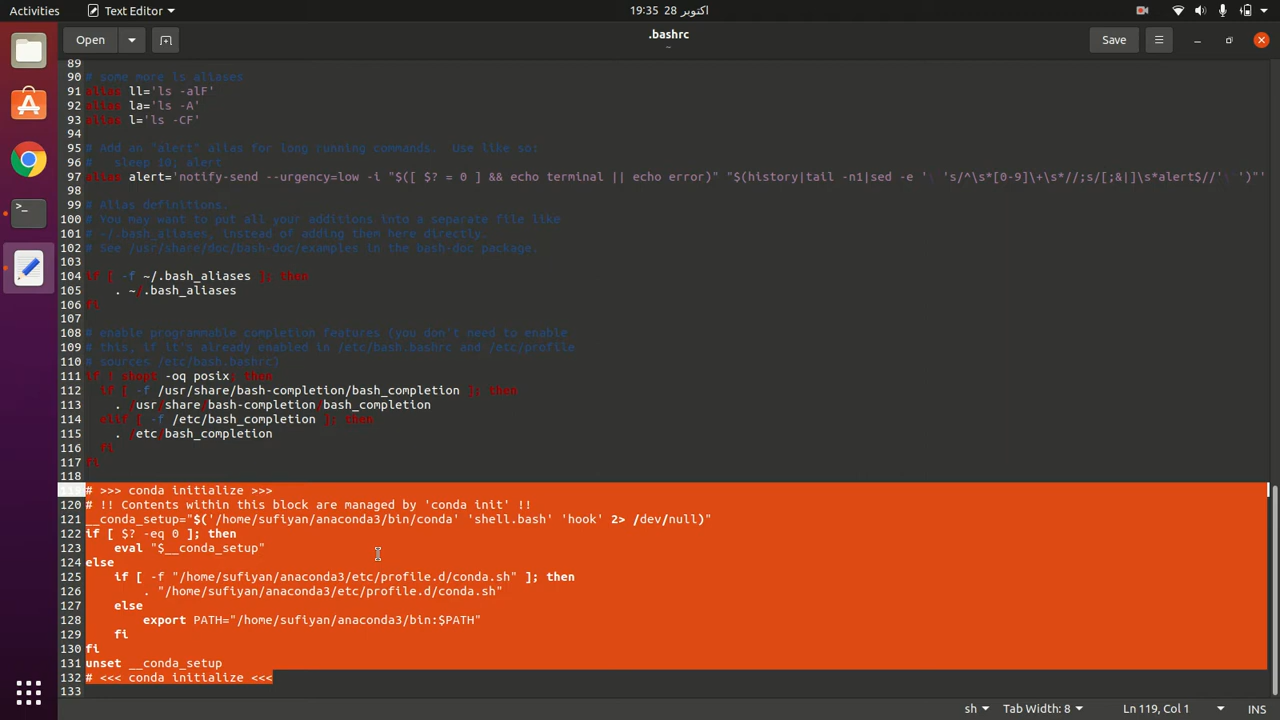 Activities
Text Editor
19:35 28 اکتوبر
Open
.bashrc
~
Save
89
90 # some more ls aliases
91 alias ll='ls -alF'
92 alias la='ls -A'
93 alias l='ls -CF'
94
95 # Add an "alert" alias for long running commands.  Use like so:
96 #   sleep 10; alert
97 alias alert='notify-send --urgency=low -i "$([ $? = 0 ] && echo terminal || echo error)" "$(history|tail -n1|sed -e '\''s/^\s*[0-9]\+\s*//;s/[;&|]\s*alert$//'\'')"'
98
99 # Alias definitions.
100 # You may want to put all your additions into a separate file like
101 # ~/.bash_aliases, instead of adding them here directly.
102 # See /usr/share/doc/bash-doc/examples in the bash-doc package.
103
104 if [ -f ~/.bash_aliases ]; then
105     . ~/.bash_aliases
106 fi
107
108 # enable programmable completion features (you don't need to enable
109 # this, if it's already enabled in /etc/bash.bashrc and /etc/profile
110 # sources /etc/bash.bashrc)
111 if ! shopt -oq posix; then
112   if [ -f /usr/share/bash-completion/bash_completion ]; then
113     . /usr/share/bash-completion/bash_completion
114   elif [ -f /etc/bash_completion ]; then
115     . /etc/bash_completion
116   fi
117 fi
118
119 # >>> conda initialize >>>
120 # !! Contents within this block are managed by 'conda init' !!
121 __conda_setup="$('/home/sufiyan/anaconda3/bin/conda' 'shell.bash' 'hook' 2> /dev/null)"
122 if [ $? -eq 0 ]; then
123     eval "$__conda_setup"
124 else
125     if [ -f "/home/sufiyan/anaconda3/etc/profile.d/conda.sh" ]; then
126         . "/home/sufiyan/anaconda3/etc/profile.d/conda.sh"
127     else
128         export PATH="/home/sufiyan/anaconda3/bin:$PATH"
129     fi
130 fi
131 unset __conda_setup
132 # <<< conda initialize <<<
133
sh
Tab Width: 8
Ln 119, Col 1
INS